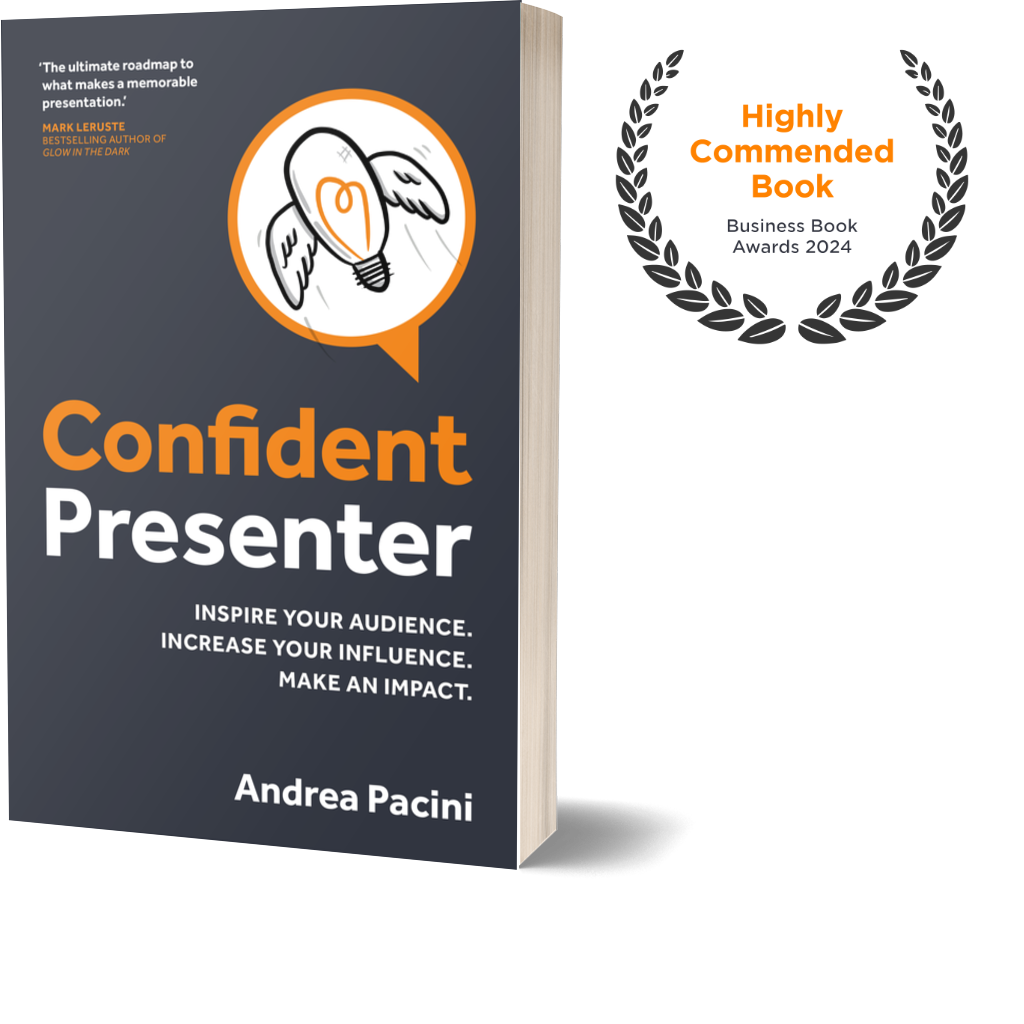 ‘The ultimate roadmap to
what makes a memorable
presentation.’
MARK LERUSTE
BESTSELLING AUTHOR OF
GLOW IN THE DARK
Confident
Presenter
INSPIRE YOUR AUDIENCE.
INCREASE YOUR INFLUENCE.
MAKE AN IMPACT.
Andrea Pacini
Highly
Commended
Book
Business Book
Awards 2024